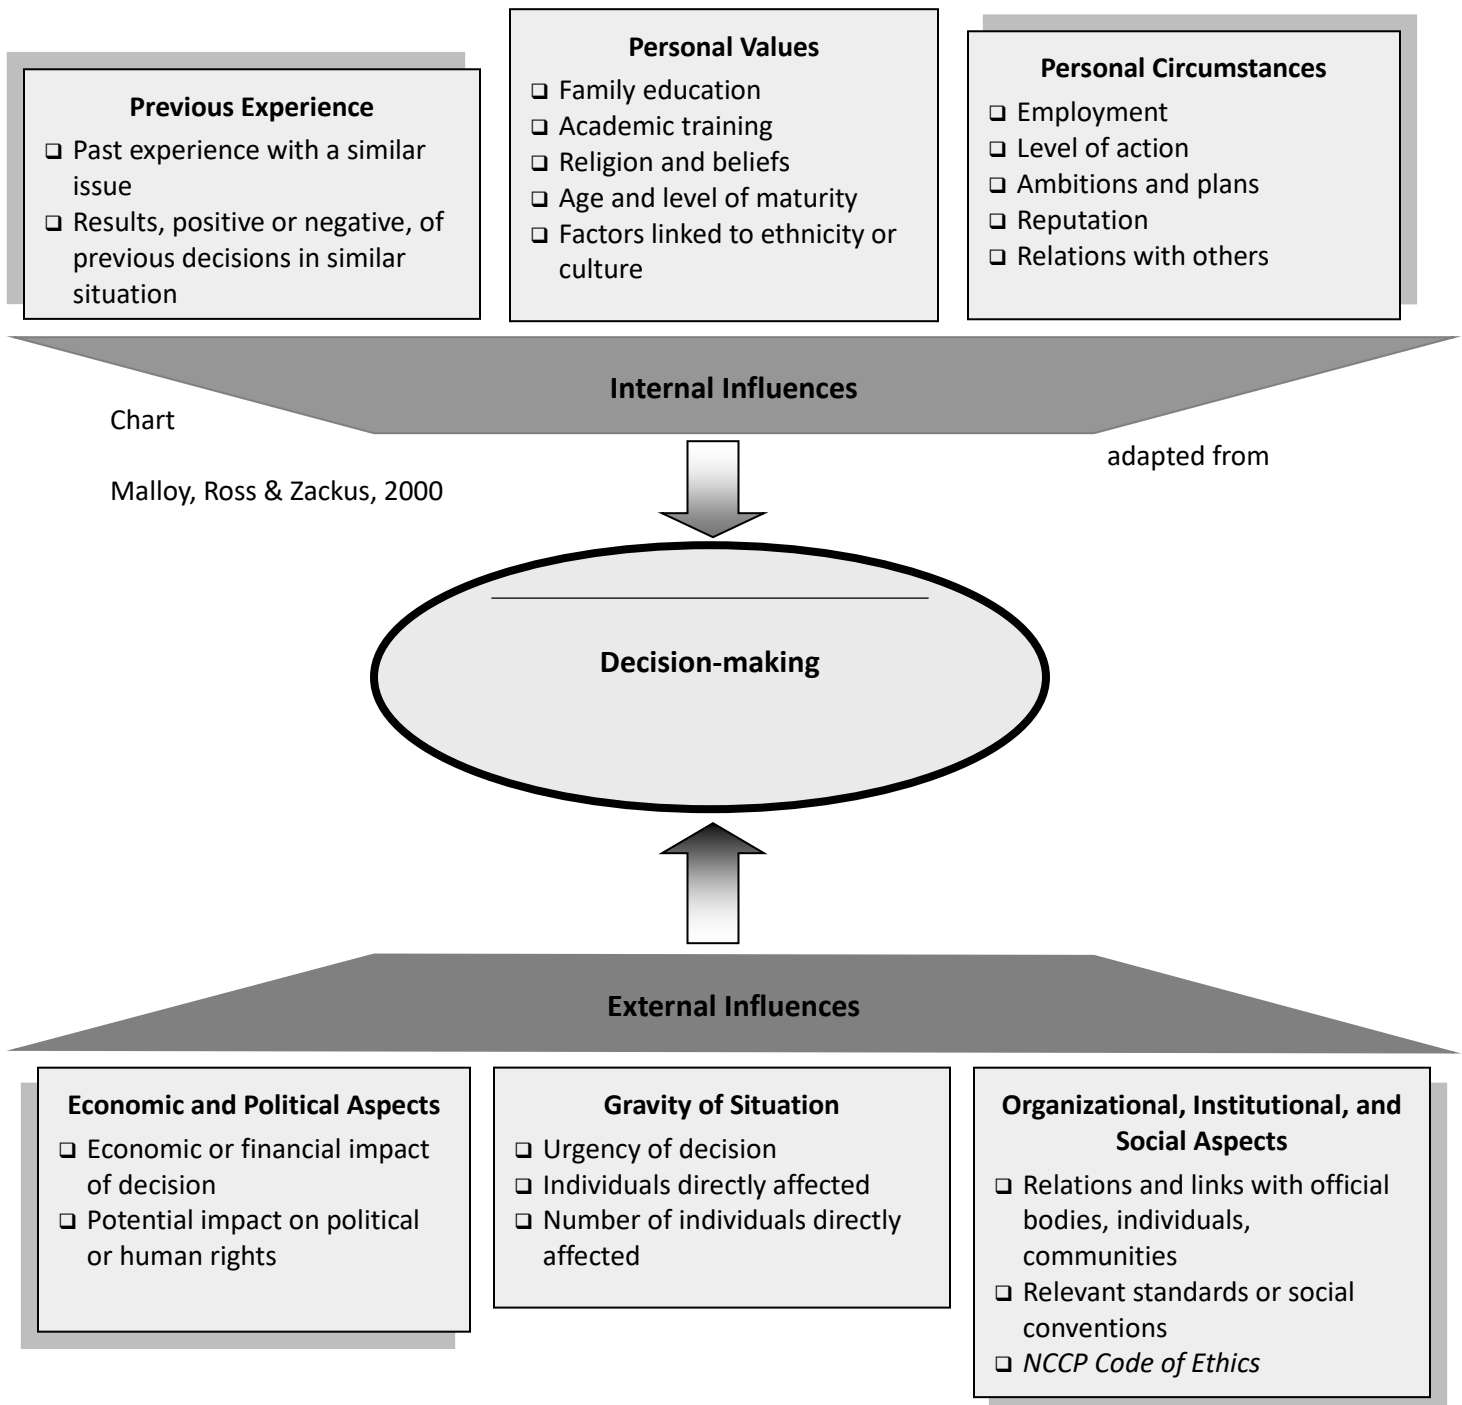 Previous Experience
❑ Past experience with a similar
issue
❑ Results, positive or negative, of
previous decisions in similar
situation
Personal Values
❑ Family education
❑ Academic training
❑ Religion and beliefs
❑ Age and level of maturity
❑ Factors linked to ethnicity or
culture
Personal Circumstances
❑ Employment
❑ Level of action
❑ Ambitions and plans
❑ Reputation
❑ Relations with others
Internal Influences
Chart
adapted from
Malloy, Ross & Zackus, 2000
Decision-making
External Influences
Economic and Political Aspects
❑ Economic or financial impact
of decision
❑ Potential impact on political
or human rights
Gravity of Situation
❑ Urgency of decision
❑ Individuals directly affected
❑ Number of individuals directly
affected
Organizational, Institutional, and
Social Aspects
❑ Relations and links with official
bodies, individuals,
communities
❑ Relevant standards or social
conventions
❑ NCCP Code of Ethics